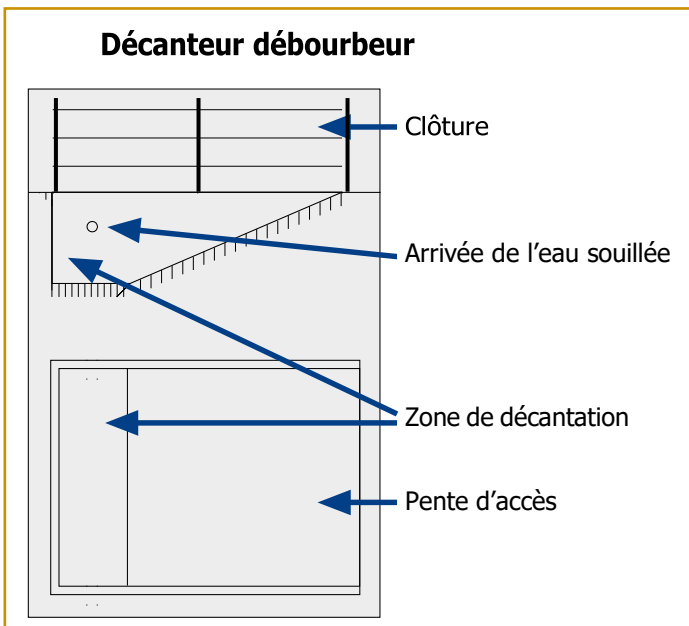 Décanteur débourbeur
Clôture
Arrivée de l’eau souillée
Zone de décantation
Pente d’accès